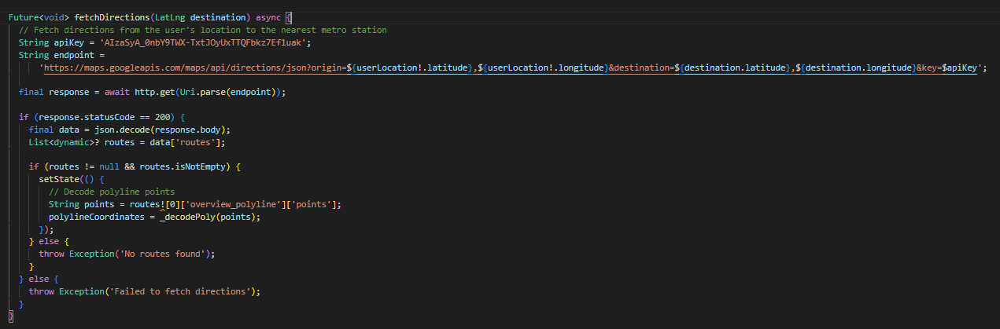 Future<void> fetchDirections(LatLng destination) async {
// Fetch directions from the user's location to the nearest metro station
String apiKey = 'AIzaSyA_0nbY9TWX-TxtJOyUxTTQFbkz7Ef1uak';
String endpoint =
'https://maps.googleapis.com/maps/api/directions/json?origin=${userLocation!.latitude},${userLocation!.longitude}&destination=${destination.latitude},${destination.longitude}&key=$apiKey';
final response = await http.get(Uri.parse(endpoint));
if (response.statusCode == 200) {
final data = json.decode(response.body);
List<dynamic>? routes = data['routes'];
if (routes != null && routes.isNotEmpty) {
setState(() {
// Decode polyline points
String points = routes![0]['overview_polyline']['points'];
polylineCoordinates = _decodePoly(points);
});
} else {
throw Exception('No routes found');
}
} else {
throw Exception('Failed to fetch directions');
}
}